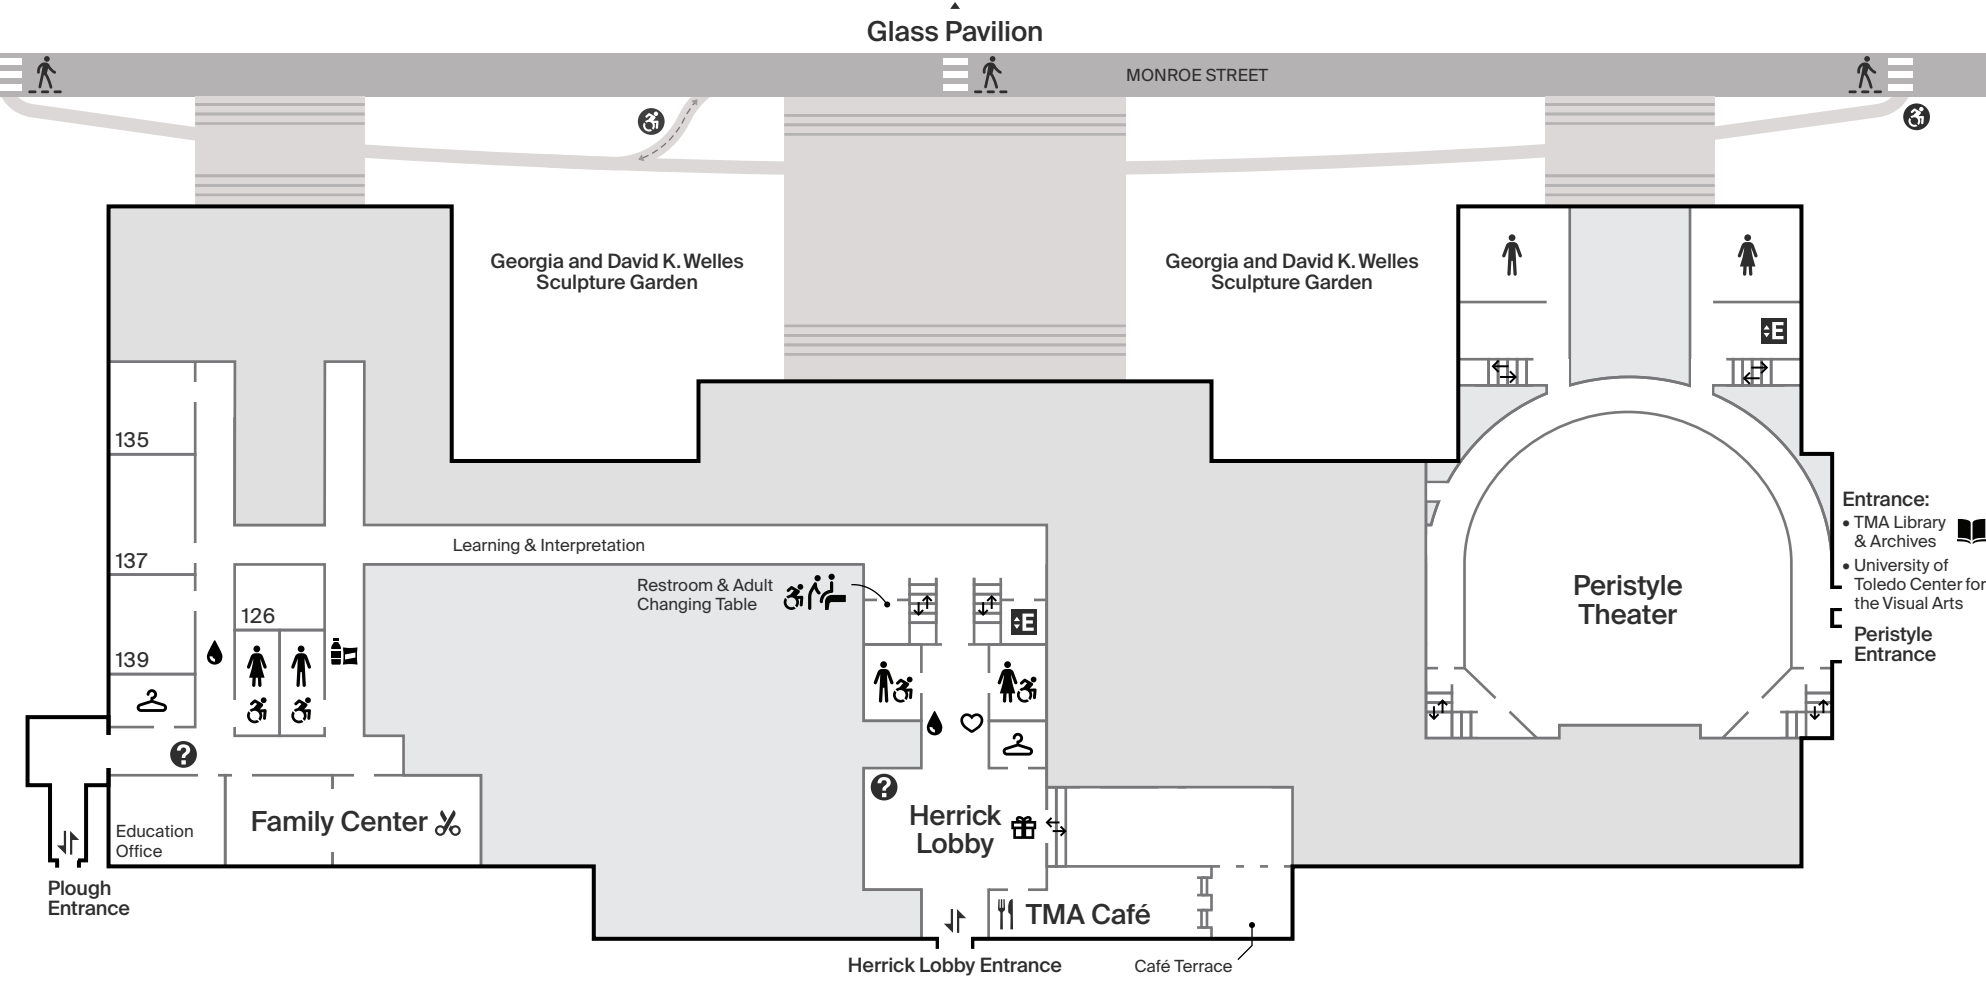 Glass Pavilion
MONROE STREET
Georgia and David K. Welles
Sculpture Garden
Georgia and David K. Welles
Sculpture Garden
E
135
Entrance:
• TMA Library
& Archives
• University of
Toledo Center for
the Visual Arts
Peristyle
Entrance
Learning & Interpretation
137
Restroom & Adult
Changing Table
Peristyle
Theater
126
E
139
?
?
Family Center
Herrick
Lobby
Education
Office
Plough
Entrance
TMA Café
Herrick Lobby Entrance
Café Terrace